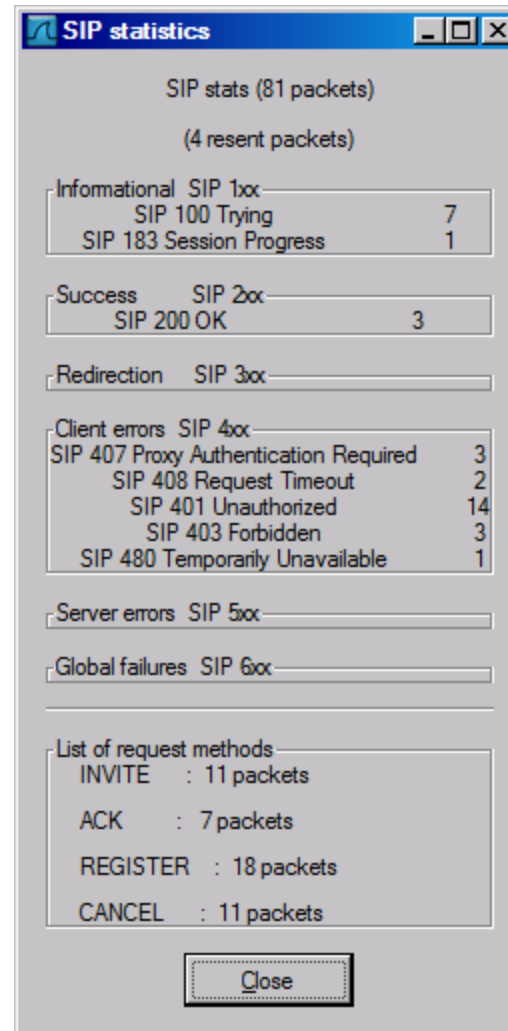 SIP statistics
SIP stats (81 packets)
(4 resent packets)
Informational SIP 1xx
SIP 100 Trying 7
SIP 183 Session Progress 1
Success SIP 2xx
SIP 200 OK 3
Redirection SIP 3xx
Client errors SIP 4xx
SIP 407 Proxy Authentication Required 3
SIP 408 Request Timeout 2
SIP 401 Unauthorized 14
SIP 403 Forbidden 3
SIP 480 Temporarily Unavailable 1
Server errors SIP 5xx
Global failures SIP 6xx
List of request methods
INVITE : 11 packets
ACK : 7 packets
REGISTER : 18 packets
CANCEL : 11 packets
Close